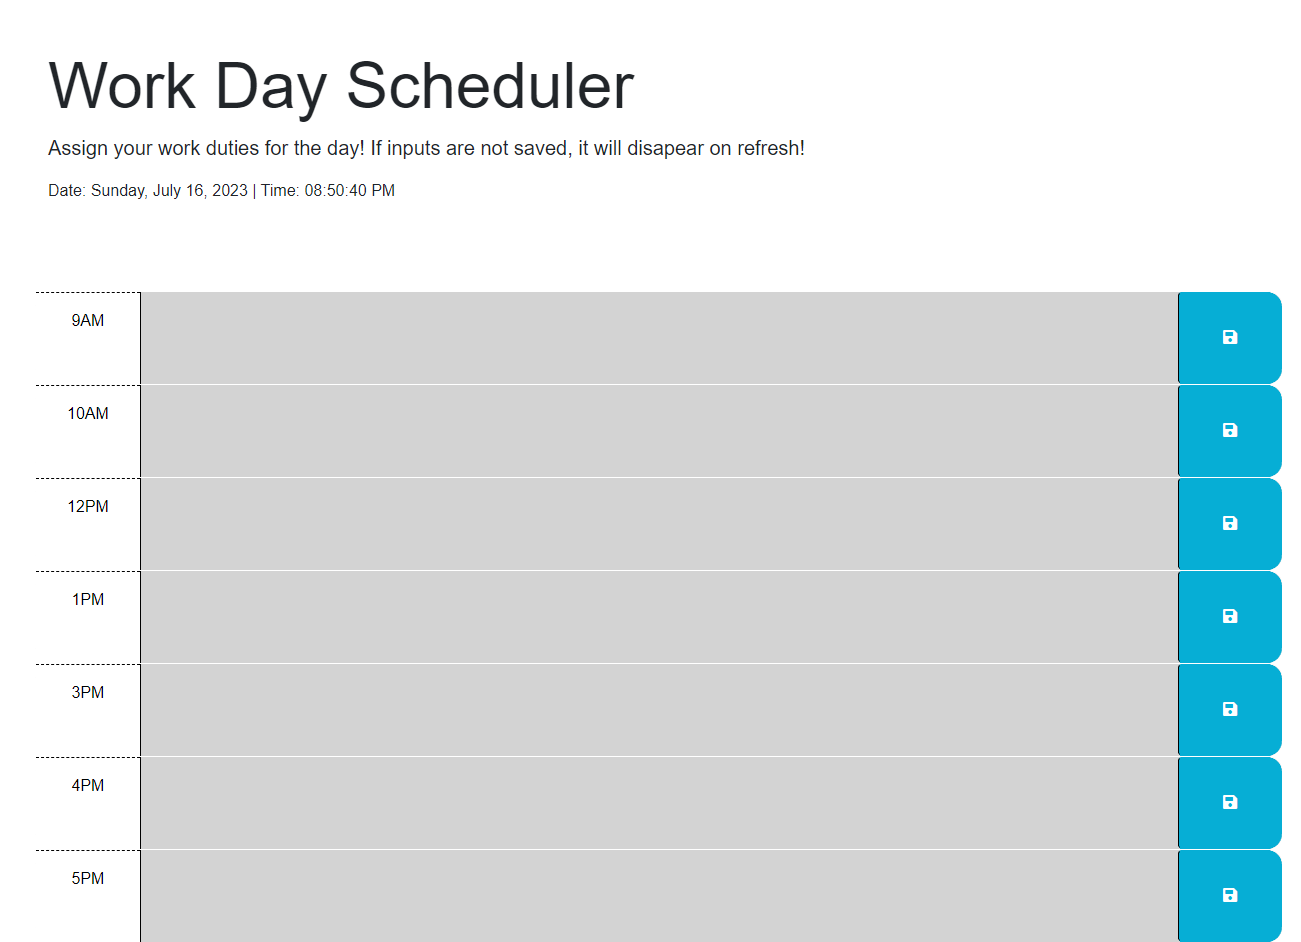 Work Day Scheduler
Assign your work duties for the day! If inputs are not saved, it will disapear on refresh!
Date: Sunday, July 16, 2023 | Time: 08:50:40 PM
9AM
10AM
12PM
1PM
3PM
4PM
5PM